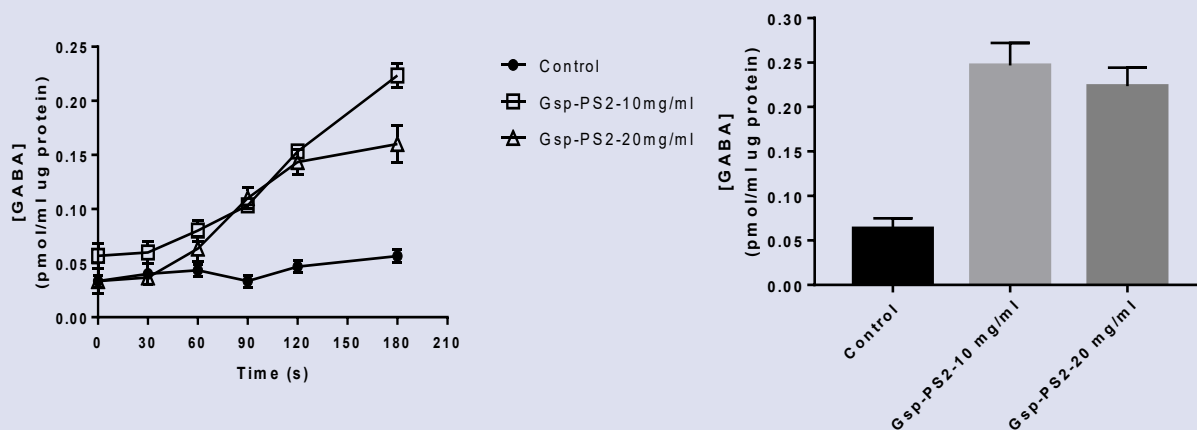 [GABA]
(pmol/ml ug protein)
0.25
0.20
0.15
0.10
0.05
0.00
0 30 60 90 120 150 180 210
Time (s)
Control
Gsp-PS2-10mg/ml
Gsp-PS2-20mg/ml
[GABA]
(pmol/ml ug protein)
0.30
0.25
0.20
0.15
0.10
0.05
0.00
Control
Gsp-PS2-10 mg/ml
Gsp-PS2-20 mg/ml